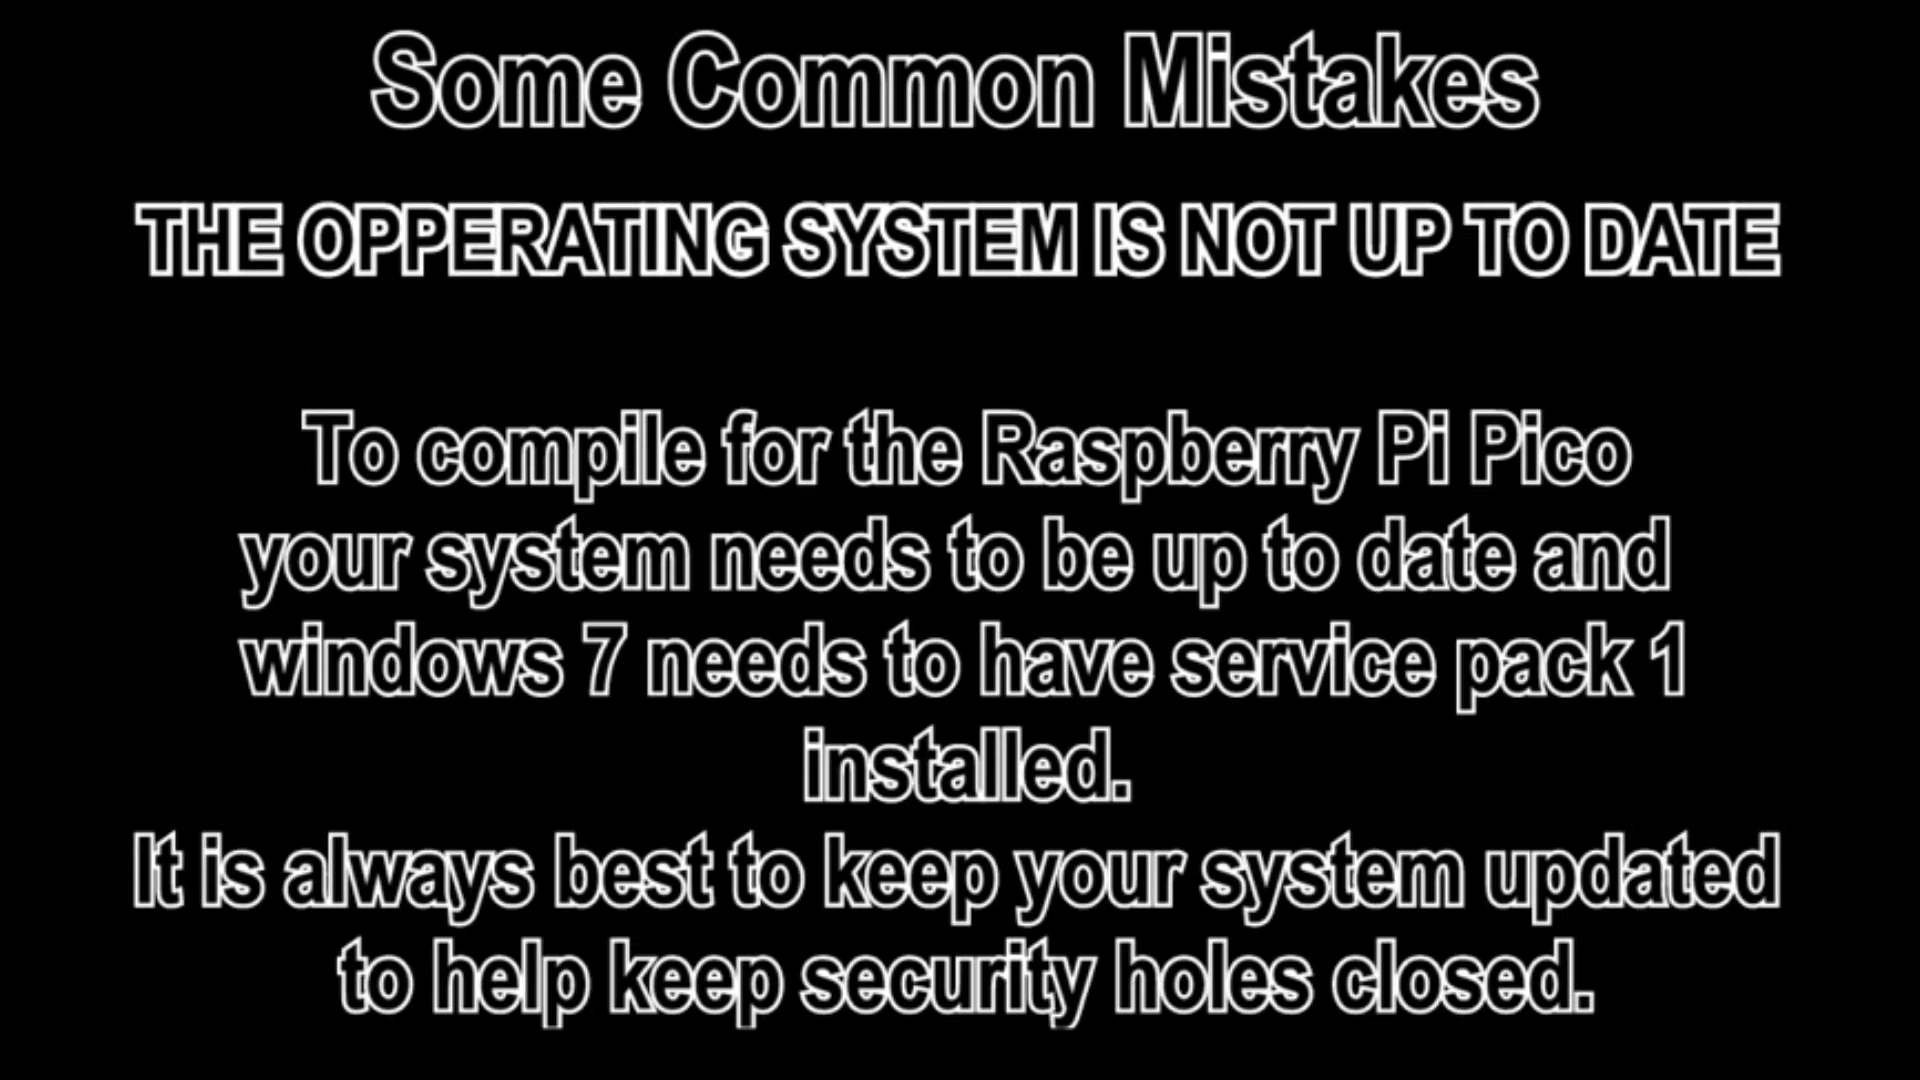 Some Common Mistakes
THE OPPERATING SYSTEM IS NOT UP TO DATE
To compile for the Raspberry Pi Pico
your system needs to be up to date and
windows 7 needs to have service pack 1
installed.
It is always best to keep your system updated
to help keep security holes closed.